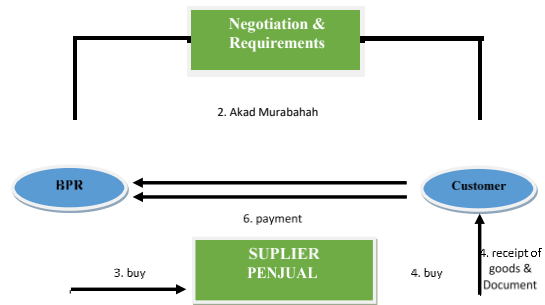 Negotiation &
Requirements
2. Akad Murabahah
BPR
Customer
6. payment
SUPLIER
PENJUAL
3. buy
4. buy
4. receipt of
goods &
Document